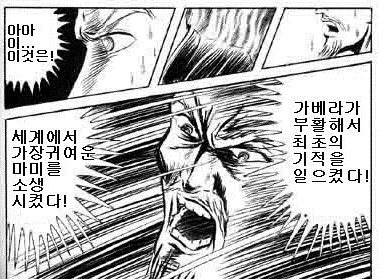 아마
이...
이것은!
가베라가
부활해서
최조의
기적을
일으켰다!
세계에서
가장귀여운
마미를
소생
시켰다!